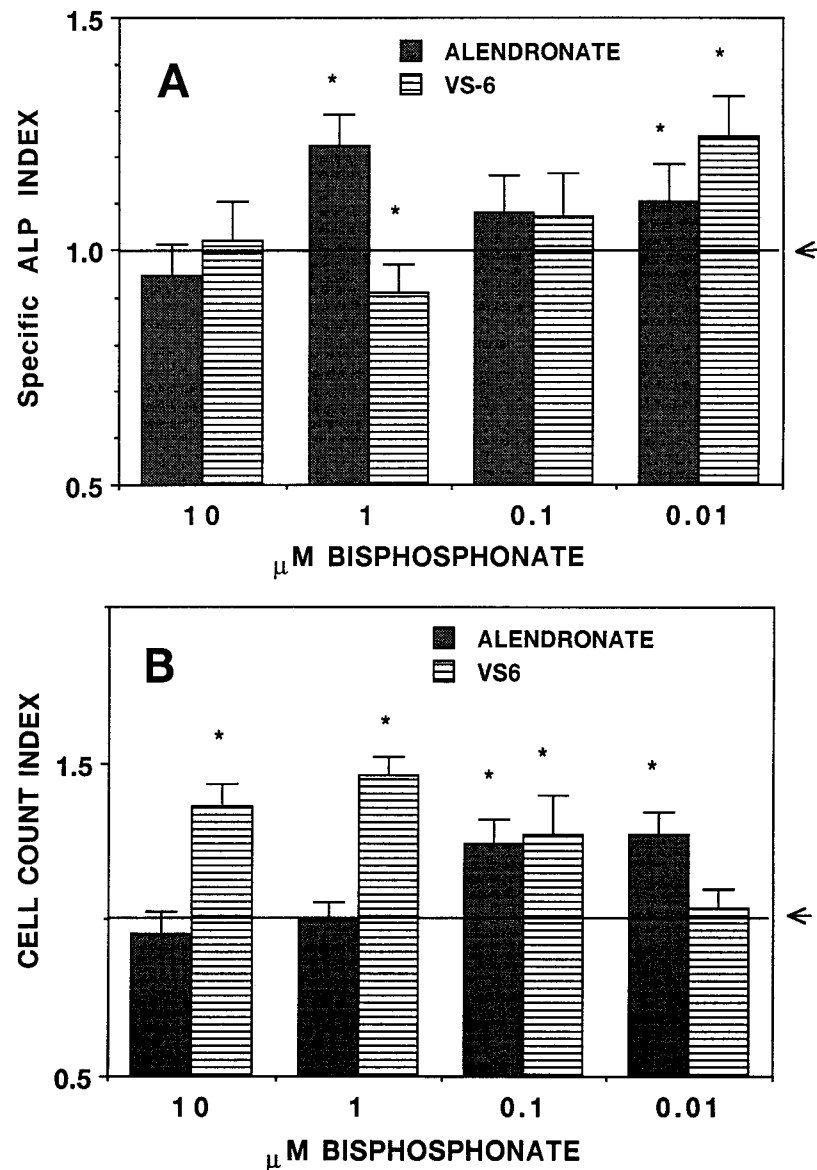 1.5
A
ALENDRONATE
*
*
VS-6
*
*
Specific ALP INDEX
1.0
0.5
10 1 0.1 0.01
μM BISPHOSPHONATE
B
ALENDRONATE
VS6
*
*
*
*
*
1.5
CELL COUNT INDEX
0.5
10 1 0.1 0.01
μM BISPHOSPHONATE